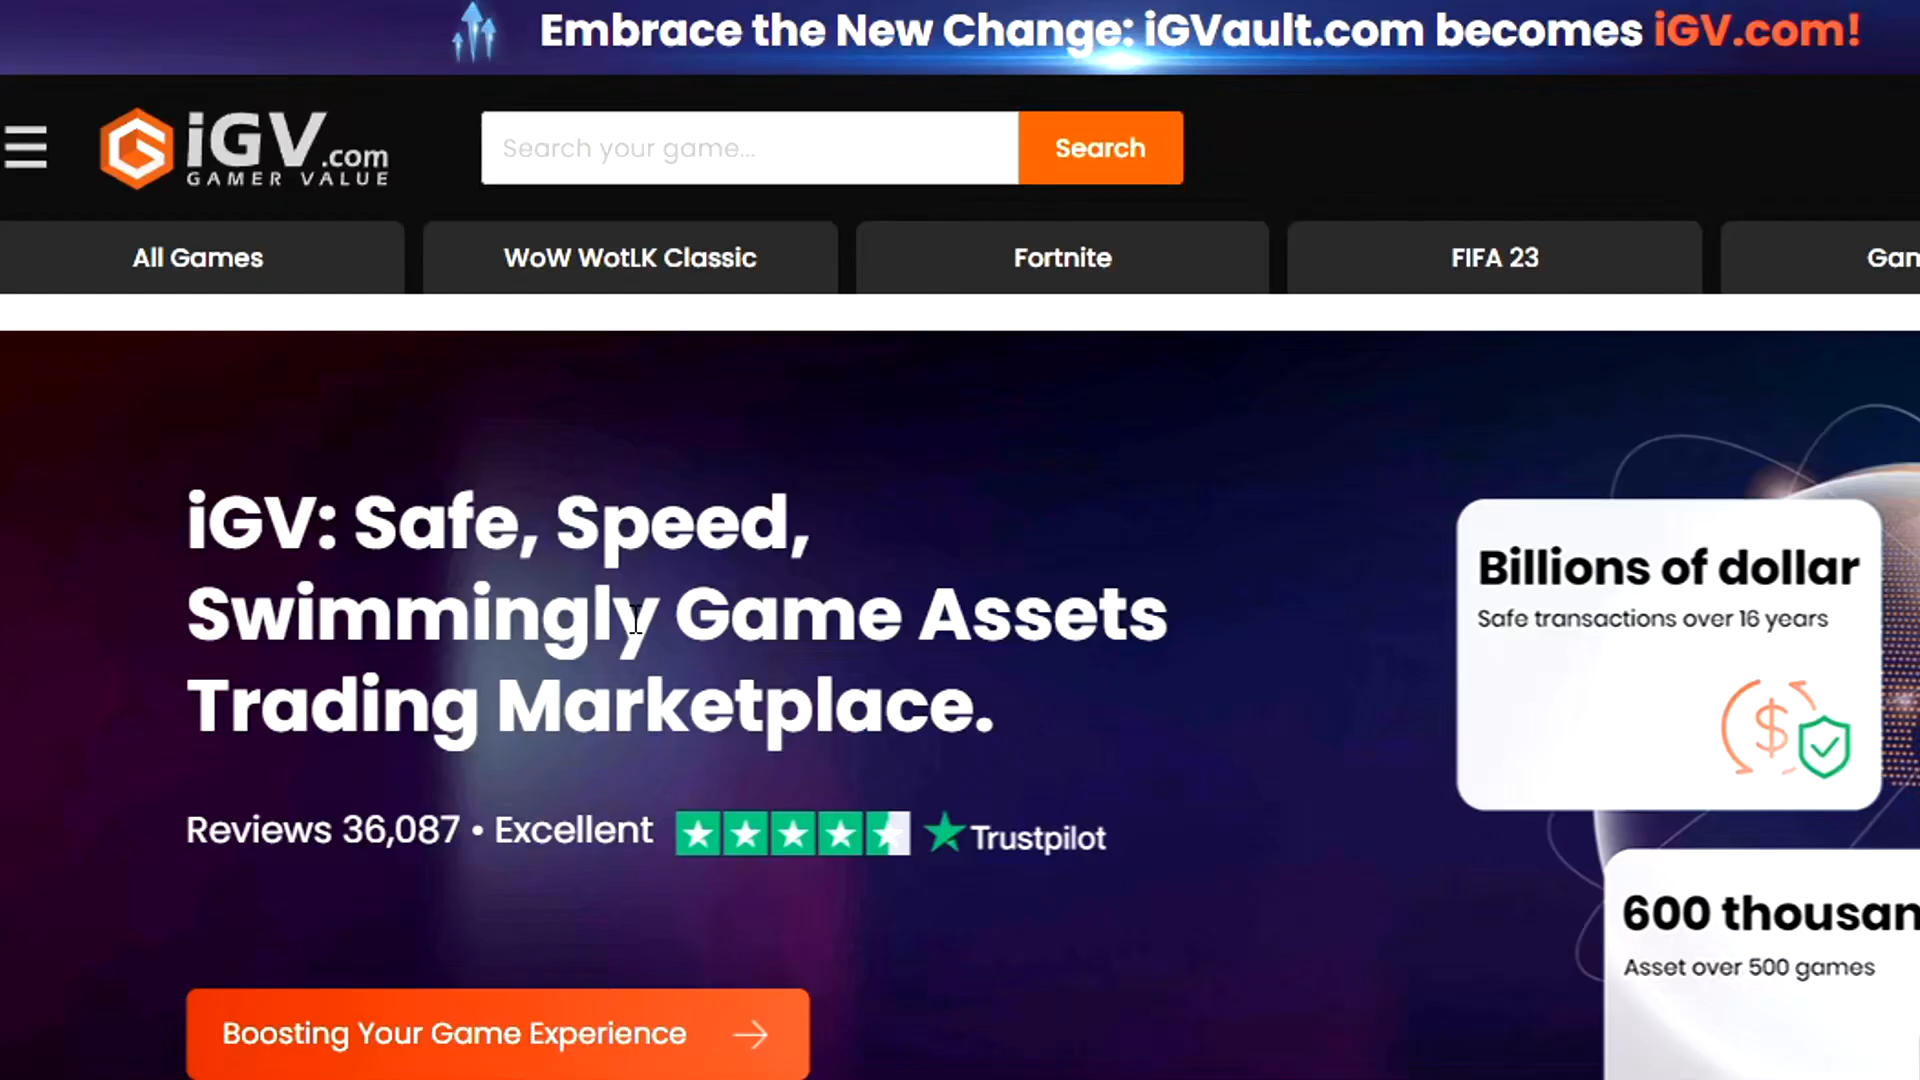 Embrace the New Change: iGVault.com becomes iGV.com!
iGV.com
GAMER VALUE
Search your game...
Search
All Games
WoW WotLK Classic
Fortnite
FIFA 23
iGV: Safe, Speed,
Swimmingly Game Assets
Trading Marketplace.
Reviews 36,087 • Excellent
Trustpilot
Boosting Your Game Experience
Billions of dollar
Safe transactions over 16 years
600
Asset over 500 games